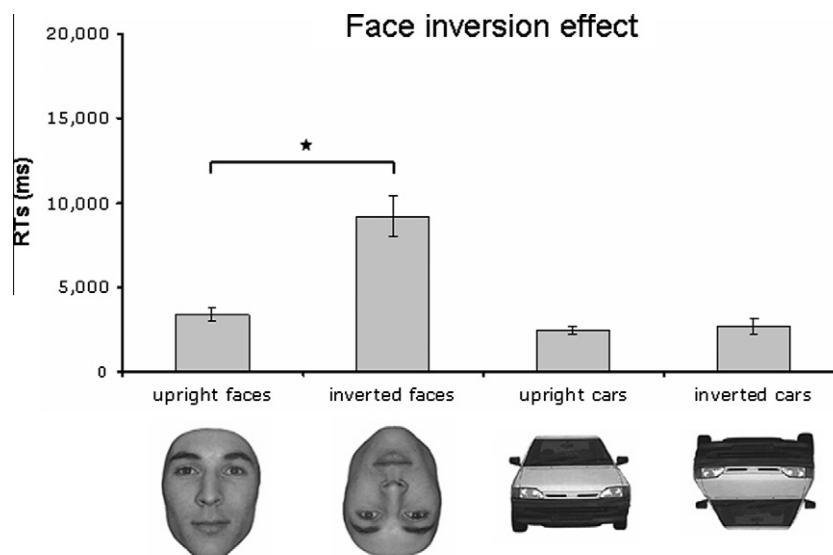 Face inversion effect
20,000
15,000
10,000
5,000
0
RTs (ms)
★
upright faces
inverted faces
upright cars
inverted cars